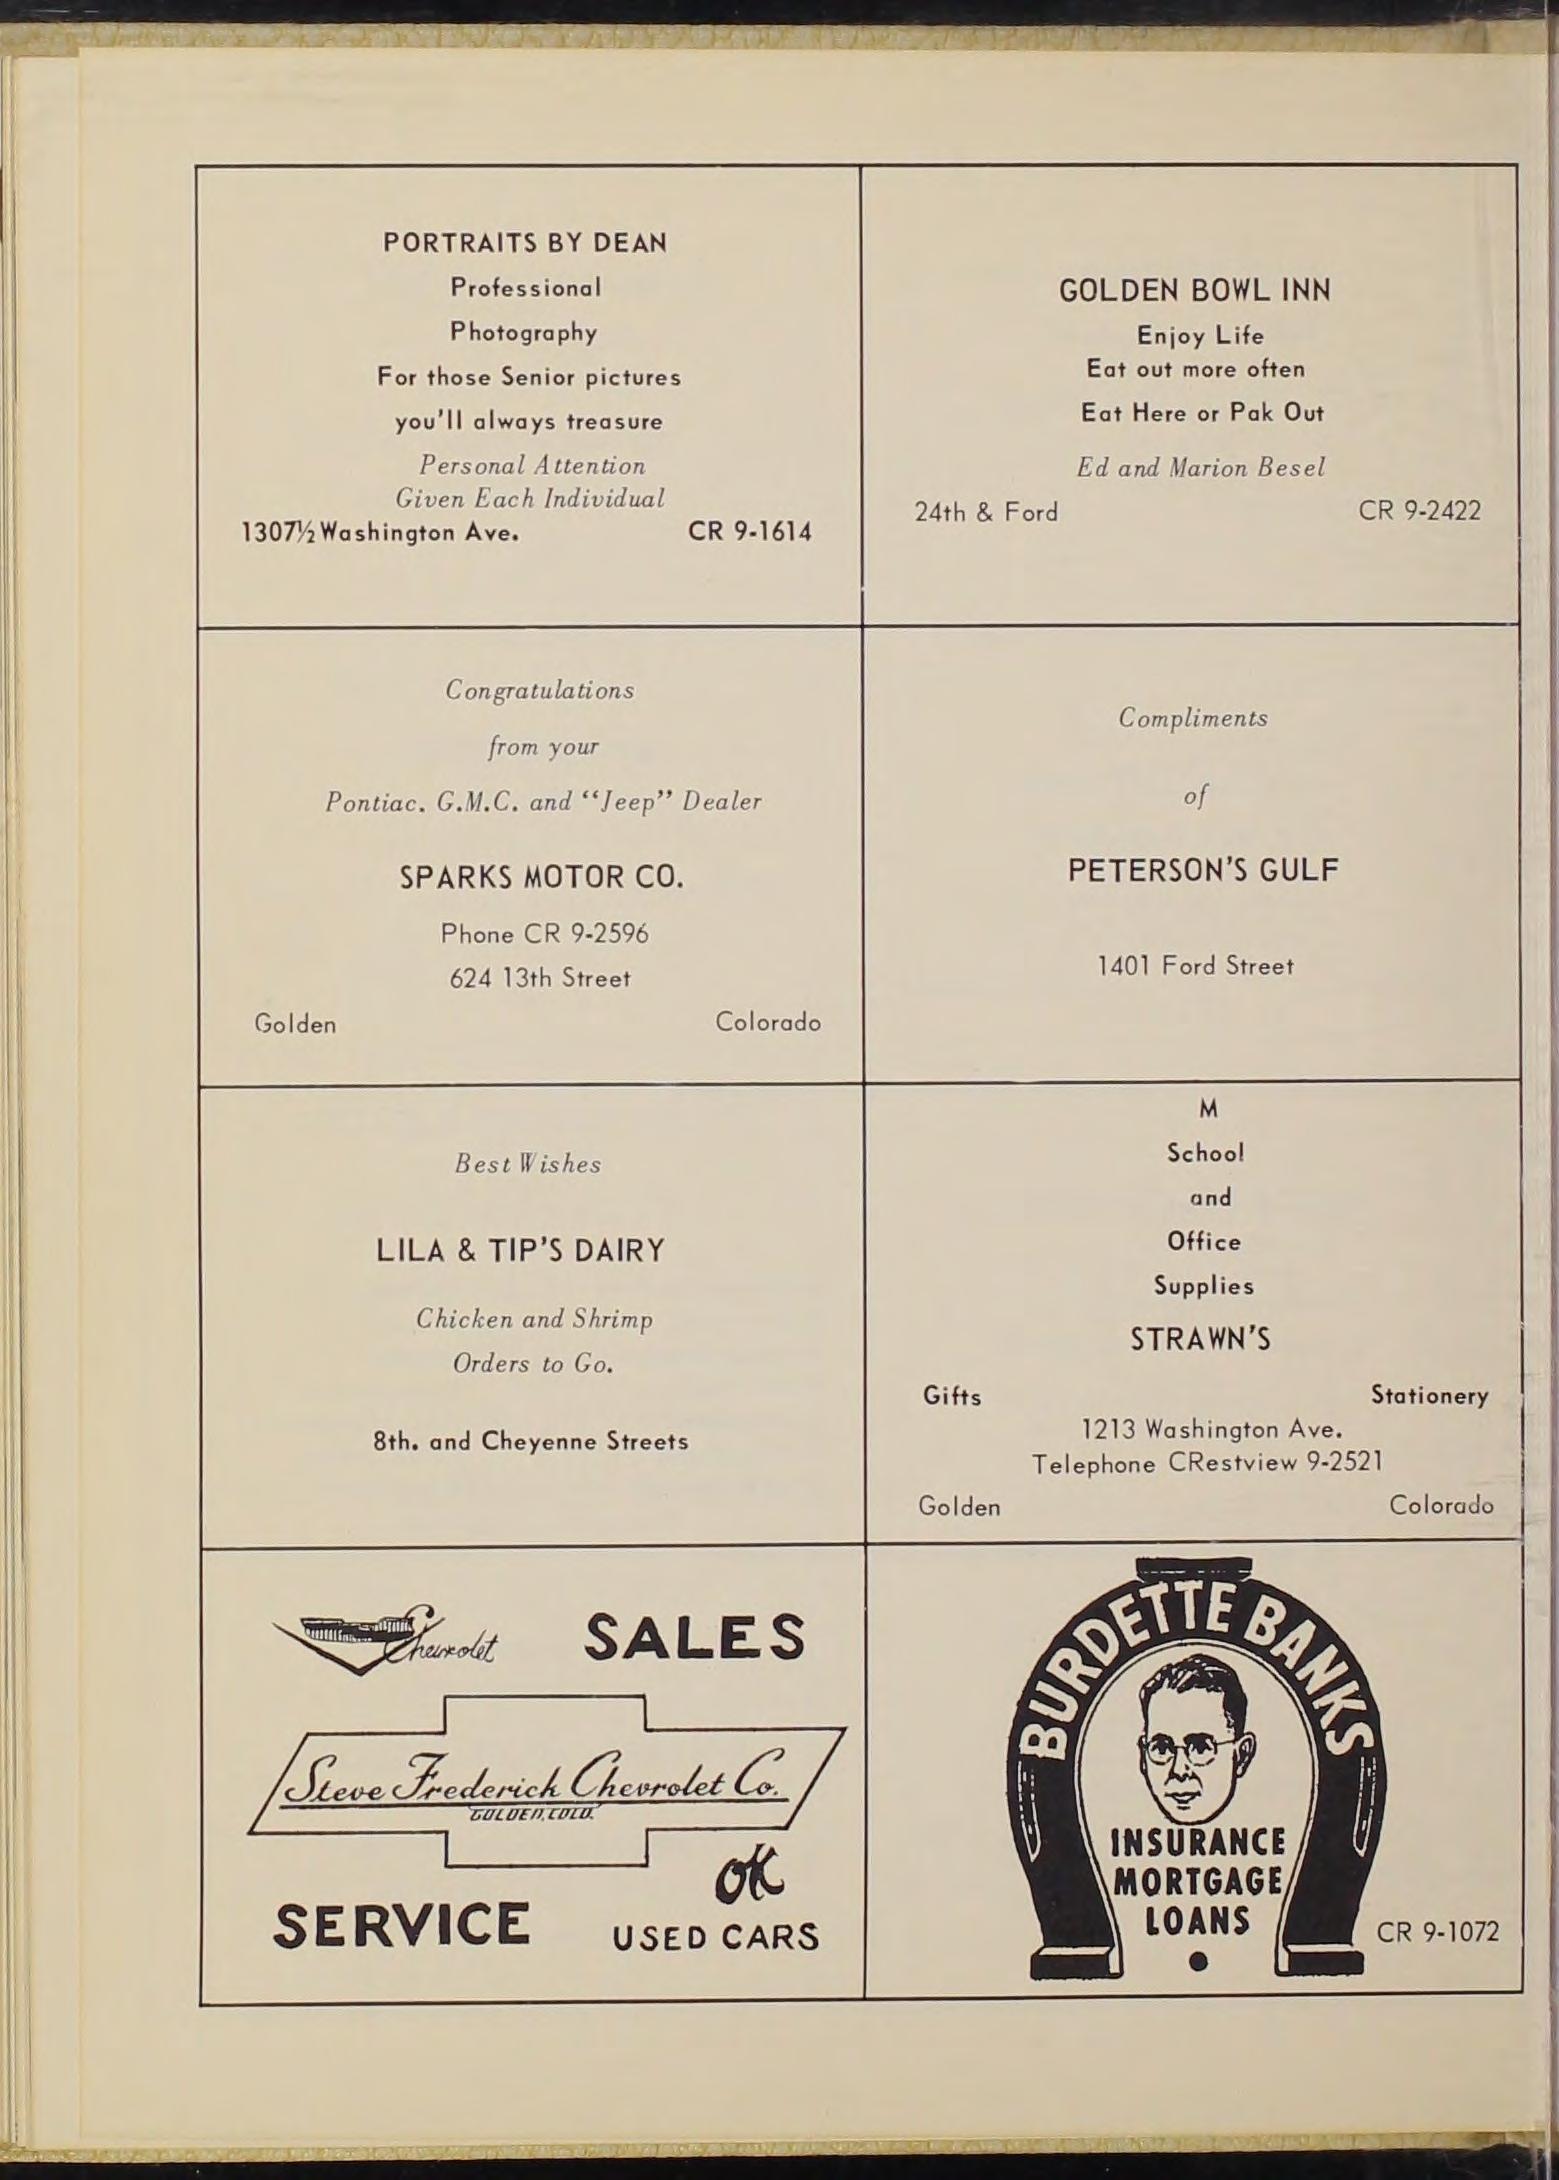 PORTRAITS BY DEAN
Professional
Photography
For those Senior pictures
you'll always treasure
Personal Attention
Given Each Individual
1307½ Washington Ave. CR 9-1614
GOLDEN BOWL INN
Enjoy Life
Eat out more often
Eat Here or Pak Out
Ed and Marion Besel
24th & Ford CR 9-2422
Congratulations
from your
Pontiac. G.M.C. and “Jeep” Dealer
SPARKS MOTOR CO.
Phone CR 9-2596
624 13th Street
Golden Colorado
Compliments
of
PETERSON'S GULF
1401 Ford Street
Best Wishes
LILA & TIP'S DAIRY
Chicken and Shrimp
Orders to Go.
8th. and Cheyenne Streets
M
School
and
Office
Supplies
STRAWN'S
Gifts Stationery
1213 Washington Ave.
Telephone CRestview 9-2521
Golden Colorado
Chevrolet SALES
Steve Frederick Chevrolet Co.
GOLDEN, COLO.
SERVICE OK
USED CARS
BURDETTE BANKS
INSURANCE
MORTGAGE
LOANS
CR 9-1072